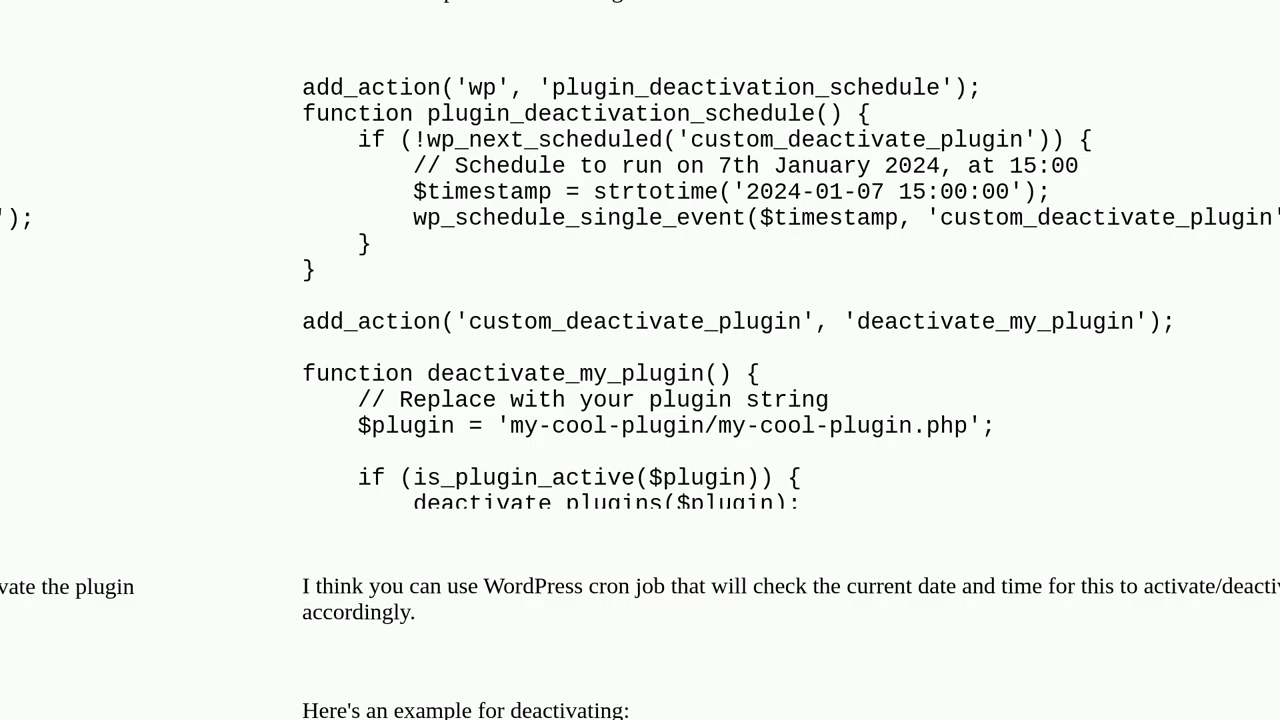 add_action('wp', 'plugin_deactivation_schedule');
function plugin_deactivation_schedule() {
    if (!wp_next_scheduled('custom_deactivate_plugin')) {
        // Schedule to run on 7th January 2024, at 15:00
        $timestamp = strtotime('2024-01-07 15:00:00');
'); wp_schedule_single_event($timestamp, 'custom_deactivate_plugin'
    }
}
add_action('custom_deactivate_plugin', 'deactivate_my_plugin');
function deactivate_my_plugin() {
    // Replace with your plugin string
    $plugin = 'my-cool-plugin/my-cool-plugin.php';
    if (is_plugin_active($plugin)) {
        deactivate_plugins($plugin);
vate the plugin I think you can use WordPress cron job that will check the current date and time for this to activate/deactiv
accordingly.
Here's an example for deactivating: